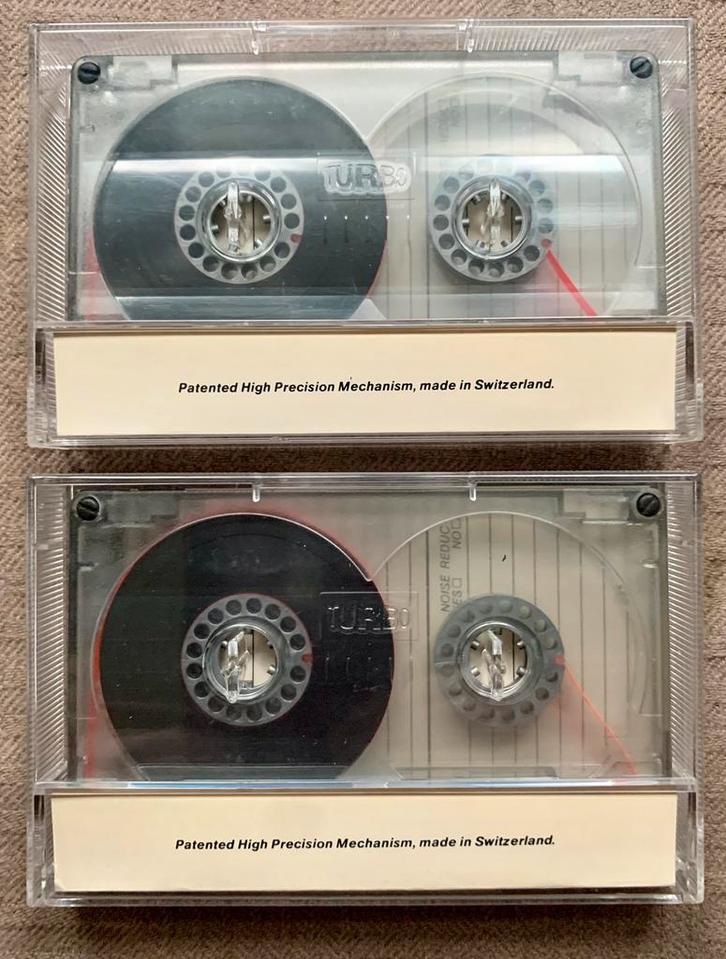 TURBO
Patented High Precision Mechanism, made in Switzerland.
NOISE REDUC
YES☐ NO☐
TURBO
Patented High Precision Mechanism, made in Switzerland.